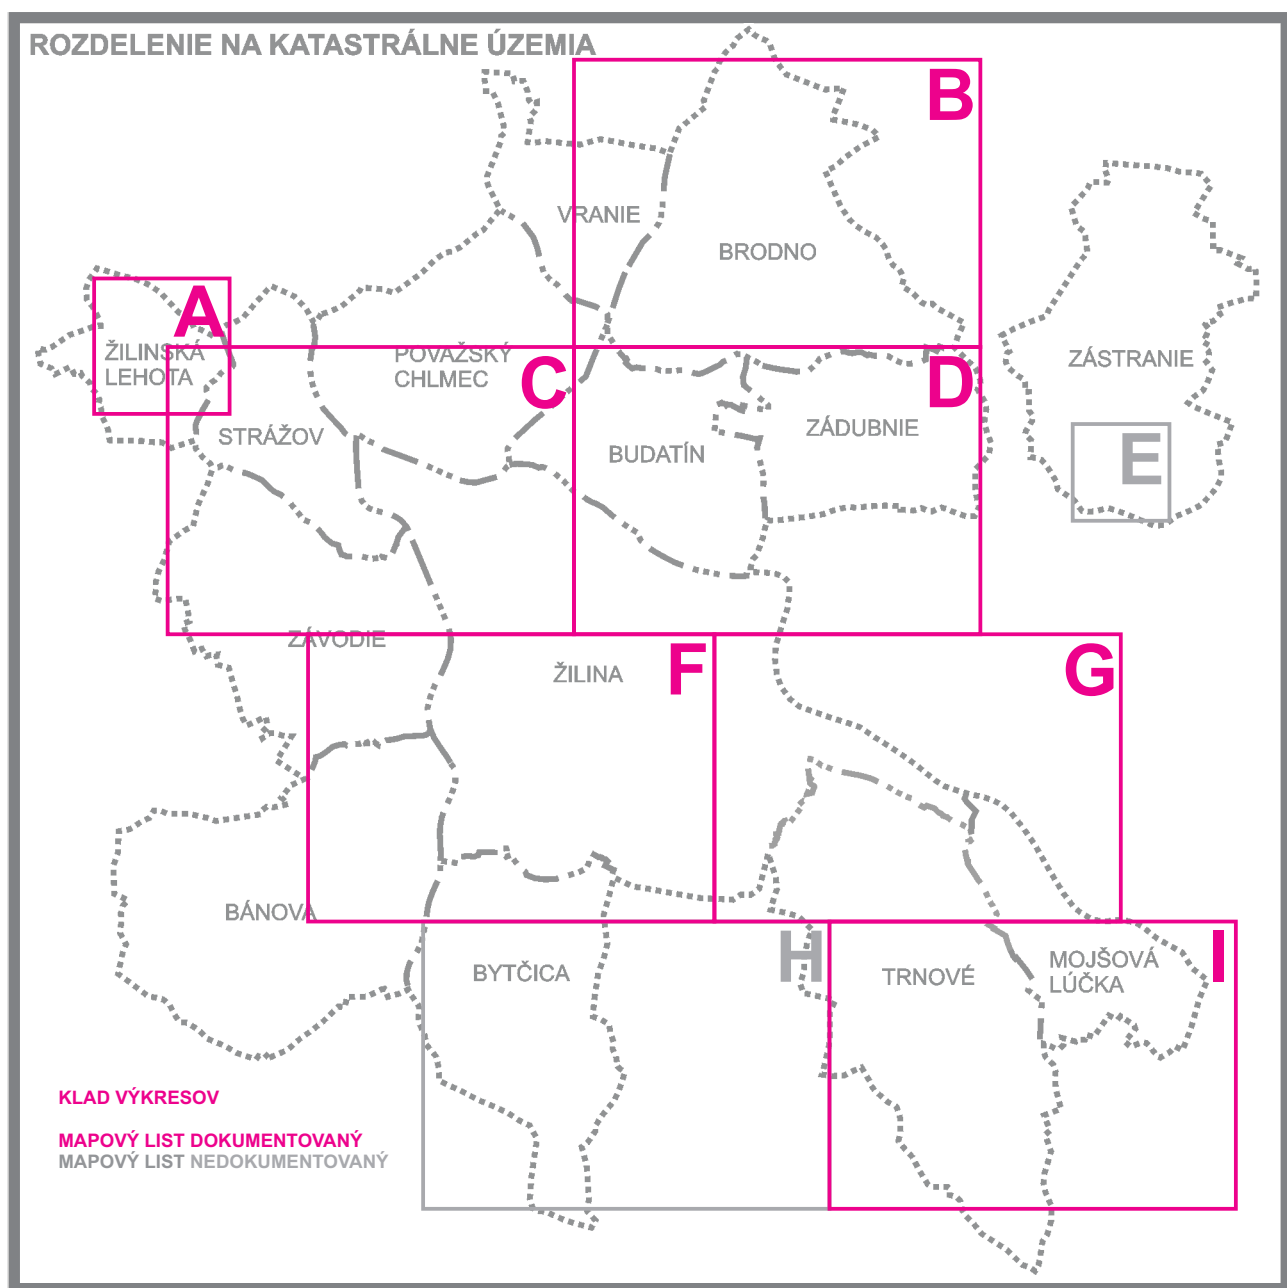 ROZDELENIE NA KATASTRÁLNE ÚZEMIA
B
VRANIE
BRODNO
A
ŽILINSKÁ
LEHOTA
POVAŽSKÝ
CHLMEC
C
D
ZÁSTRANIE
STRÁŽOV
BUDATÍN
ZÁDUBNIE
E
ZÁVODIE
ŽILINA
F
G
BÁNOVÁ
BYTČICA
H
TRNOVÉ
MOJŠOVÁ
LÚČKA
I
KLAD VÝKRESOV
MAPOVÝ LIST DOKUMENTOVANÝ
MAPOVÝ LIST NEDOKUMENTOVANÝ